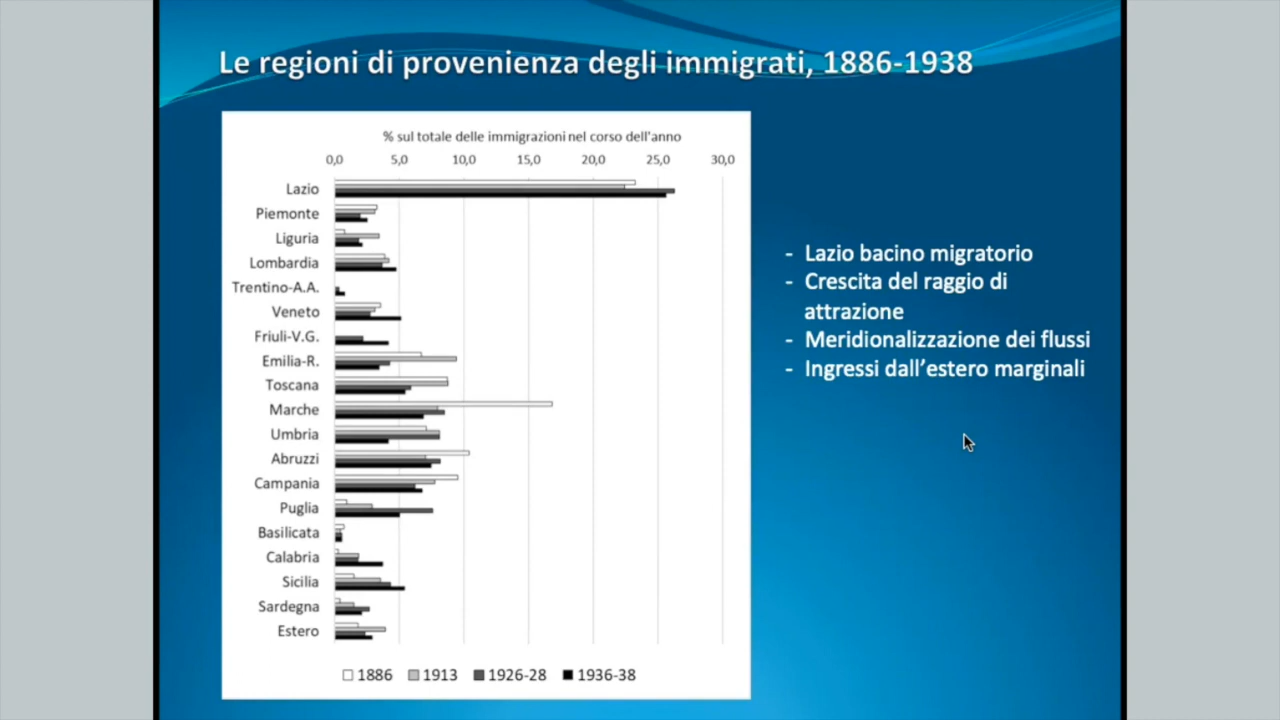 Le regioni di provenienza degli immigrati, 1886-1938
% sul totale delle immigrazioni nel corso dell'anno
0,0 5,0 10,0 15,0 20,0 25,0 30,0
Lazio
Piemonte
Liguria
Lombardia
Trentino-A.A.
Veneto
Friuli-V.G.
Emilia-R.
Toscana
Marche
Umbria
Abruzzi
Campania
Puglia
Basilicata
Calabria
Sicilia
Sardegna
Estero
1886 1913 1926-28 1936-38
- Lazio bacino migratorio
- Crescita del raggio di
attrazione
- Meridionalizzazione dei flussi
- Ingressi dall’estero marginali